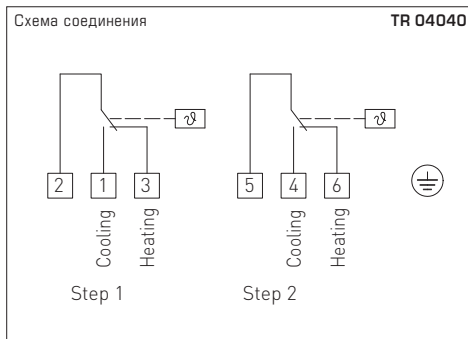 Схема соединения TR 04040
ϑ ϑ
2 1 3 5 4 6
Cooling Heating Cooling Heating
Step 1 Step 2